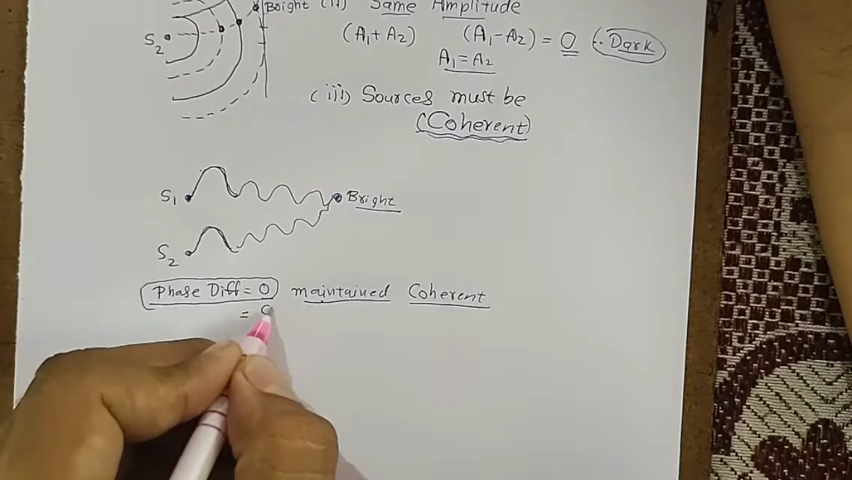 Bright (ii) Same Amplitude
S2 (A1+A2) (A1-A2) = 0 (∴ Dark
A1=A2
(iii) Sources must be
(Coherent)
S1 Bright
S2
Phase Diff = 0 maintained Coherent
=